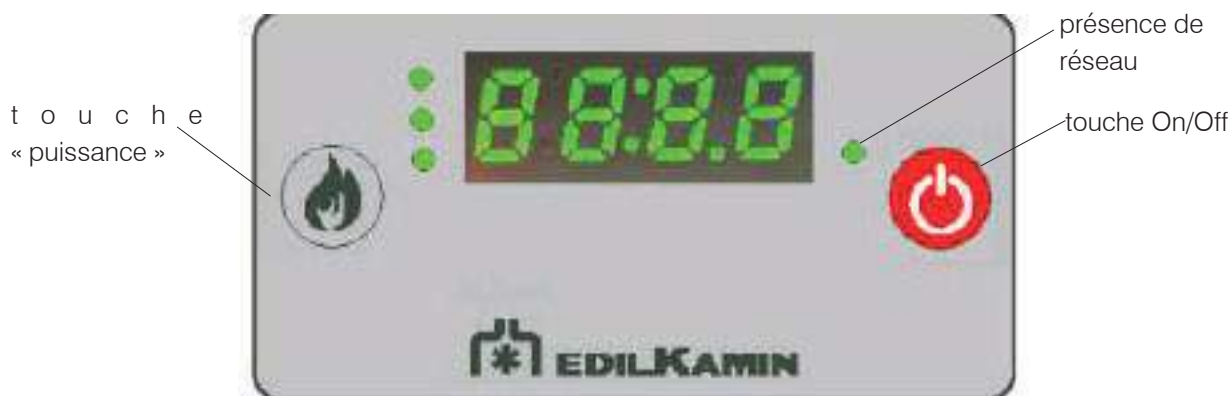 présence de
réseau
t o u c h e
« puissance »
88:8.8
touche On/Off
EDILKAMIN